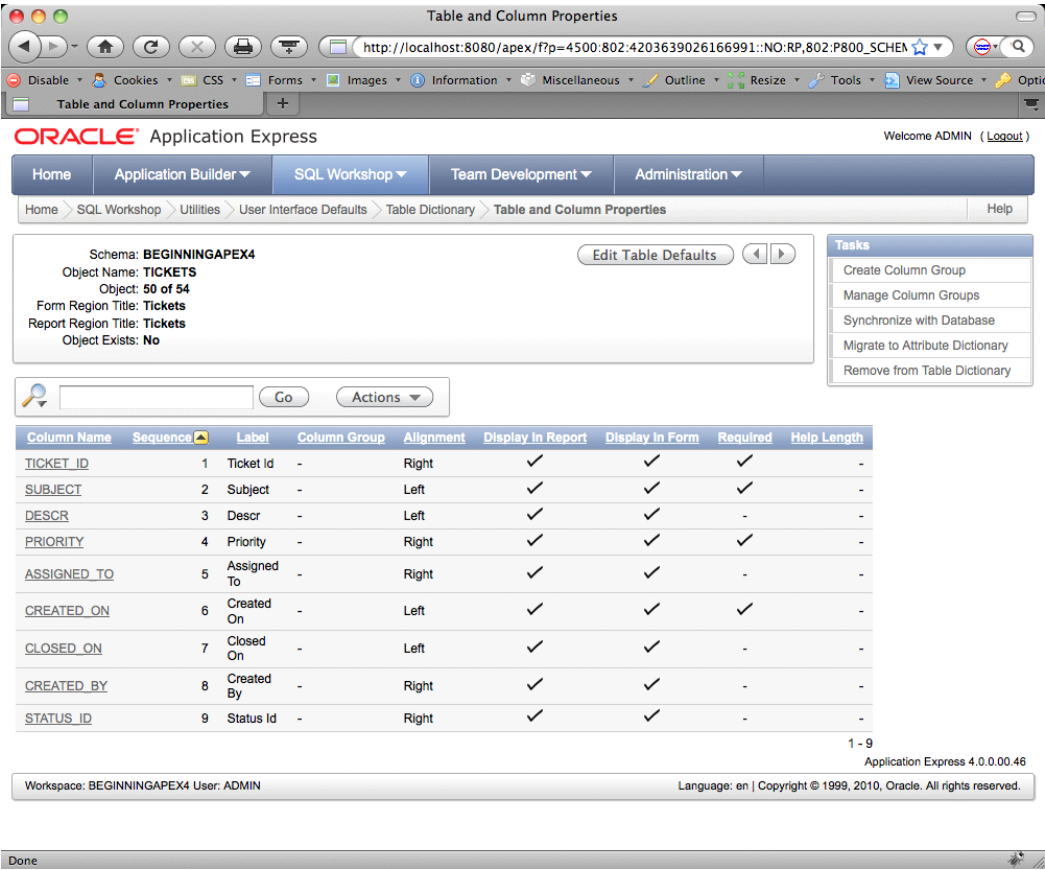 Table and Column Properties
http://localhost:8080/apex/f?p=4500:802:4203639026166991::NO:RP,802:P800_SCHEM
Disable Cookies CSS Forms Images Information Miscellaneous Outline Resize Tools View Source Optic
Table and Column Properties +
ORACLE Application Express Welcome ADMIN ( Logout )
Home Application Builder SQL Workshop Team Development Administration
Home SQL Workshop Utilities User Interface Defaults Table Dictionary Table and Column Properties Help
Schema: BEGINNINGAPEX4
Object Name: TICKETS
Object: 50 of 54
Form Region Title: Tickets
Report Region Title: Tickets
Object Exists: No
Edit Table Defaults
Tasks
Create Column Group
Manage Column Groups
Synchronize with Database
Migrate to Attribute Dictionary
Remove from Table Dictionary
Go Actions
Column Name Sequence Label Column Group Alignment Display In Report Display In Form Required Help Length
TICKET_ID 1 Ticket Id - Right ✓ ✓ ✓ -
SUBJECT 2 Subject - Left ✓ ✓ ✓ -
DESCR 3 Descr - Left ✓ ✓ - -
PRIORITY 4 Priority - Right ✓ ✓ ✓ -
ASSIGNED_TO 5 Assigned To - Right ✓ ✓ - -
CREATED_ON 6 Created On - Left ✓ ✓ ✓ -
CLOSED_ON 7 Closed On - Left ✓ ✓ - -
CREATED_BY 8 Created By - Right ✓ ✓ - -
STATUS_ID 9 Status Id - Right ✓ ✓ - -
1 - 9
Application Express 4.0.0.00.46
Workspace: BEGINNINGAPEX4 User: ADMIN Language: en | Copyright © 1999, 2010, Oracle. All rights reserved.
Done